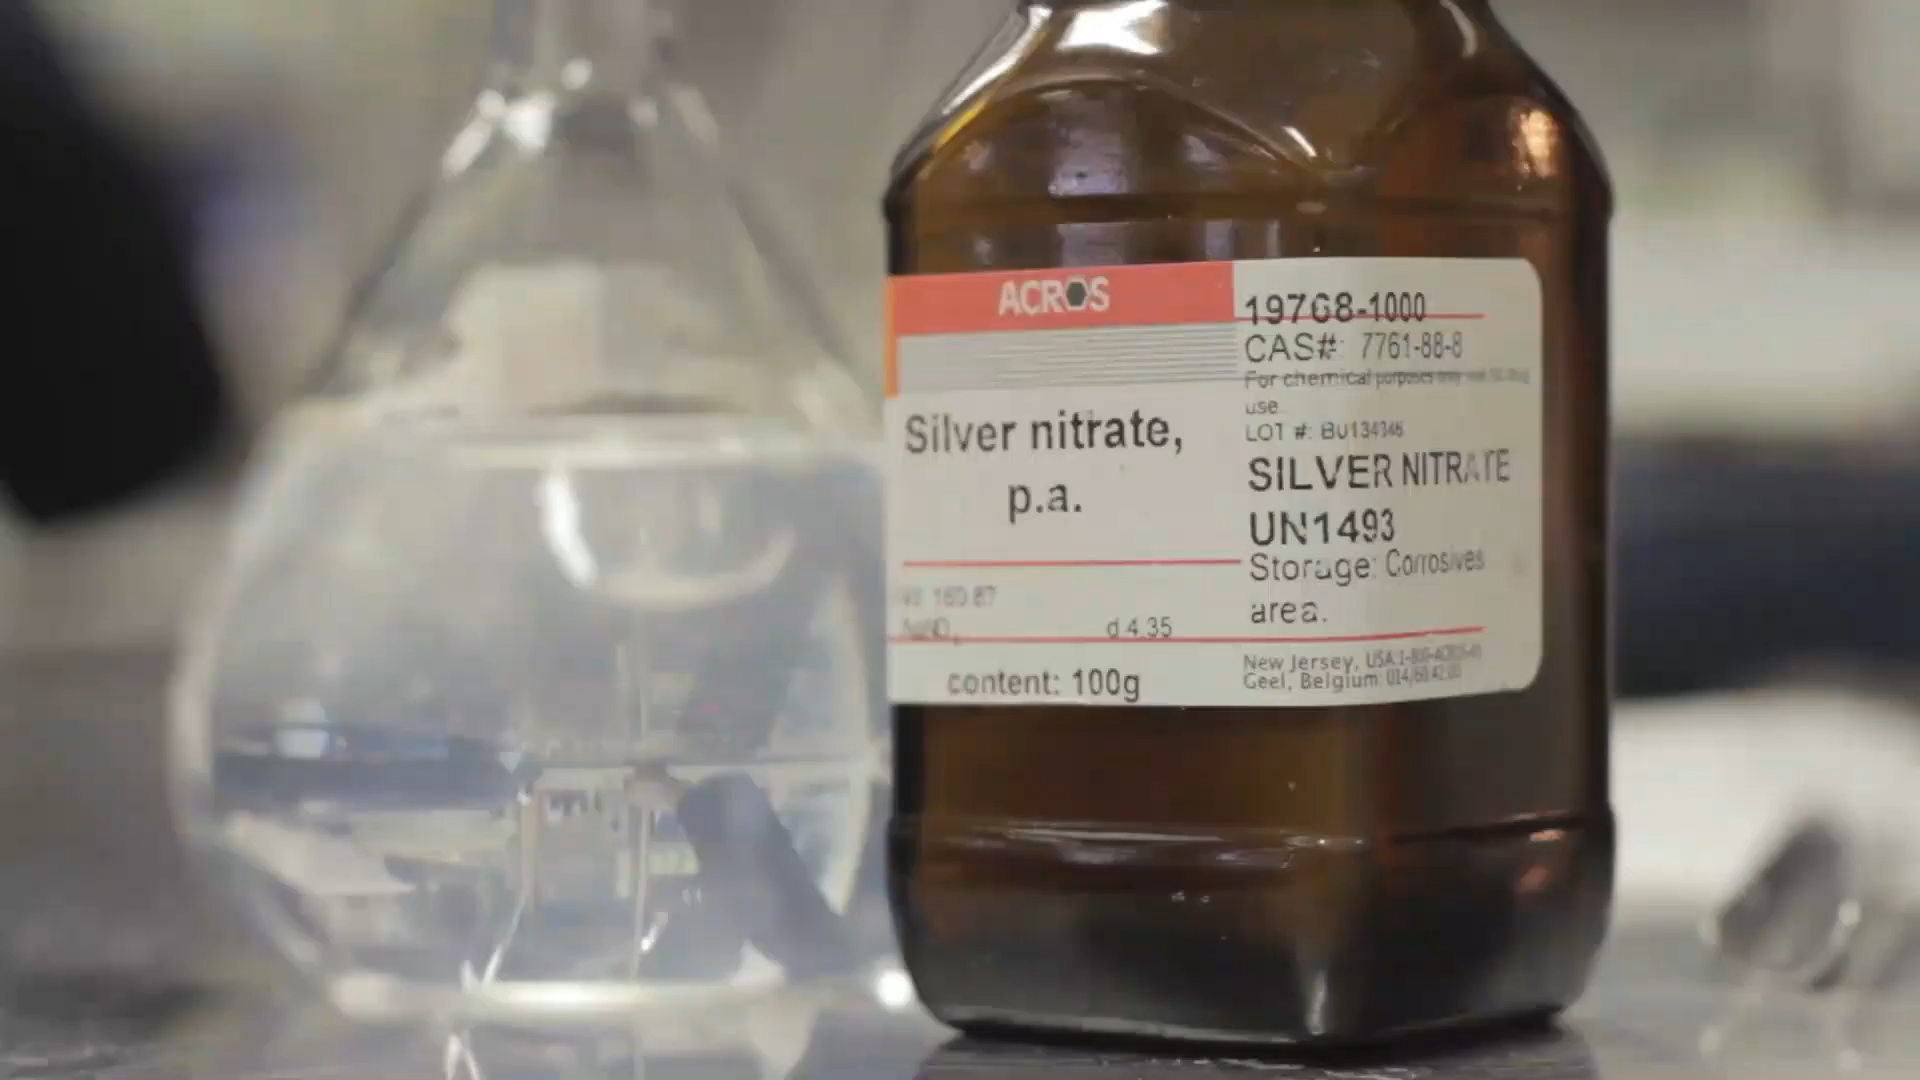 ACROS
Silver nitrate,
p.a.
d 4.35
content: 100g
19768-1000
CAS#: 7761-88-8
For chemical purposes only
use.
LOT #:
SILVER NITRATE
UN1493
Storage: Corrosives
area.
New Jersey, USA
Geel, Belgium: